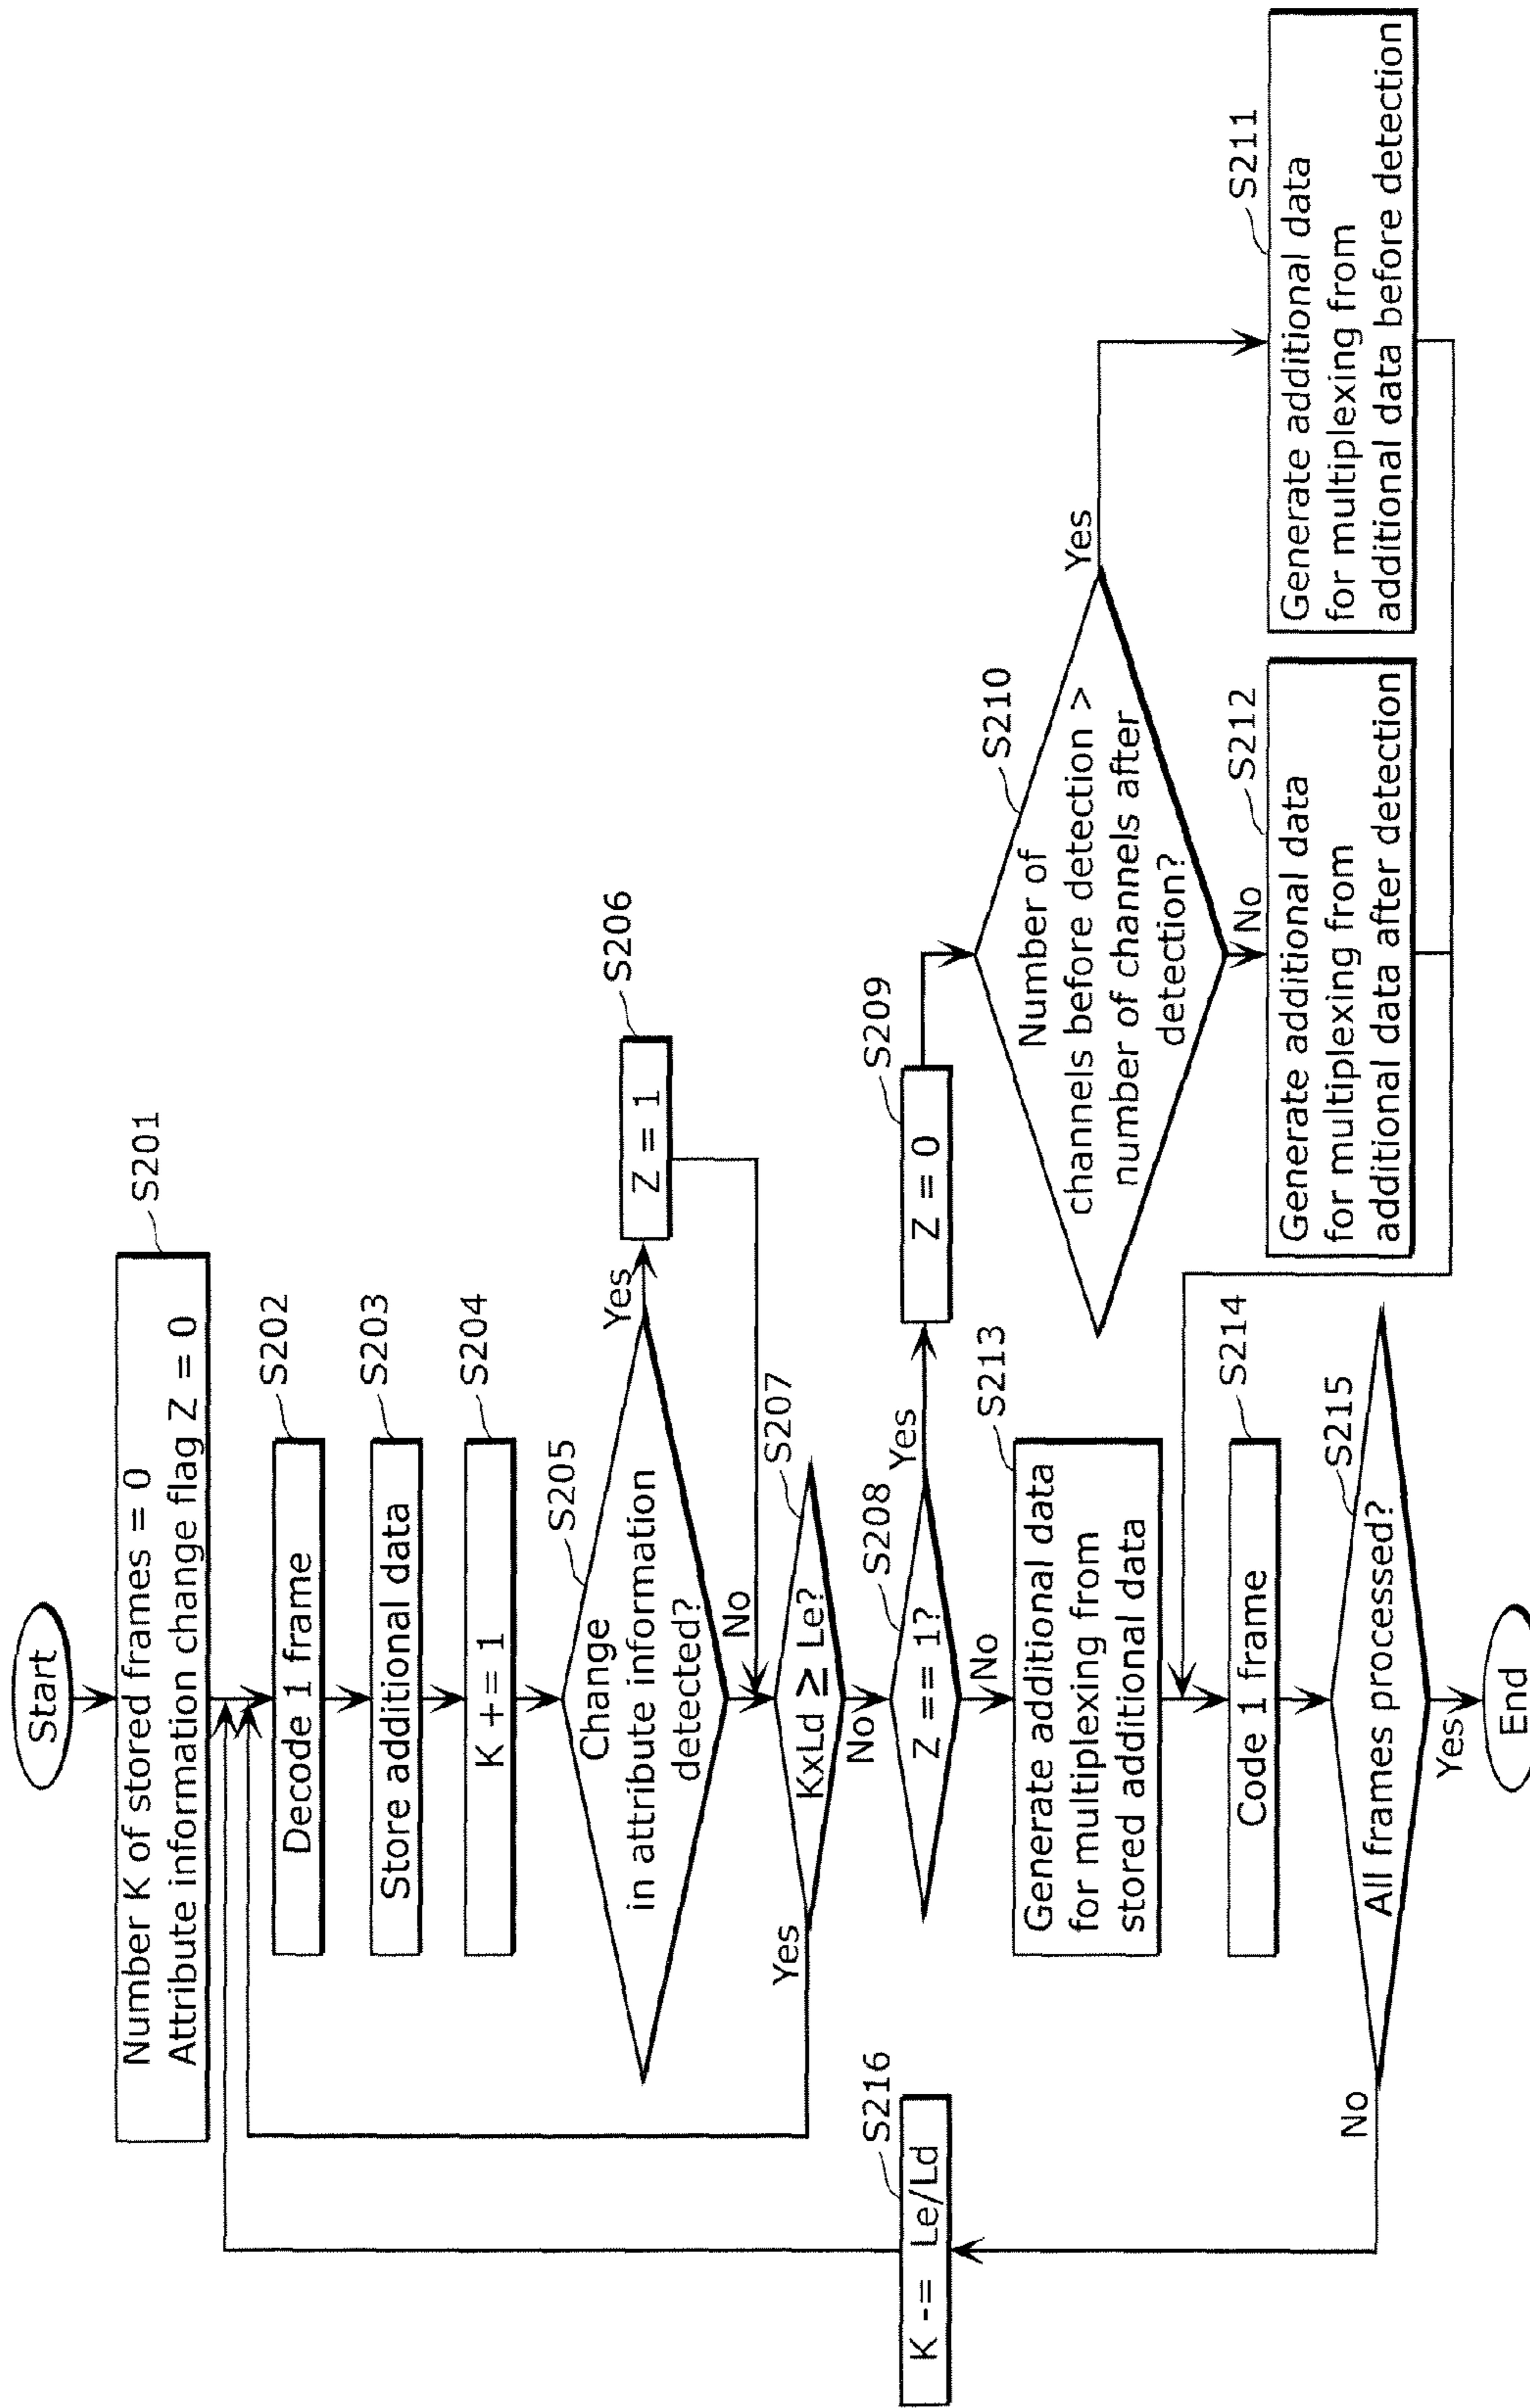 Start
Number K of stored frames = 0
Attribute information change flag Z = 0
S201
Decode 1 frame
S202
Store additional data
S203
K += 1
S204
Change
in attribute information
detected?
S205
Yes
No
Z = 1
S206
KxLd ≥ Le?
S207
Yes
No
Z == 1?
S208
Yes
No
Z = 0
S209
Number of
channels before detection >
number of channels after
detection?
S210
Yes
No
Generate additional data
for multiplexing from
additional data before detection
S211
Generate additional data
for multiplexing from
additional data after detection
S212
Generate additional data
for multiplexing from
stored additional data
S213
Code 1 frame
S214
All frames processed?
S215
No
Yes
K -= Le/Ld
S216
End